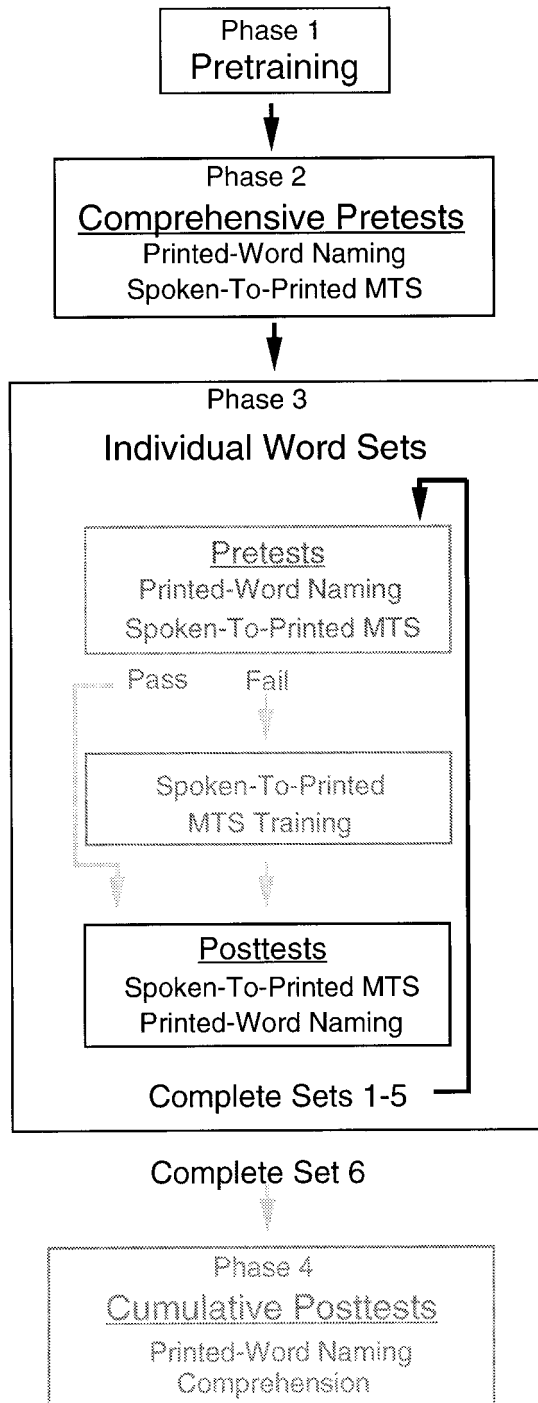 Phase 1
Pretraining
Phase 2
Comprehensive Pretests
Printed-Word Naming
Spoken-To-Printed MTS
Phase 3
Individual Word Sets
Pretests
Printed-Word Naming
Spoken-To-Printed MTS
Pass Fail
Spoken-To-Printed
MTS Training
Posttests
Spoken-To-Printed MTS
Printed-Word Naming
Complete Sets 1-5
Complete Set 6
Phase 4
Cumulative Posttests
Printed-Word Naming
Comprehension